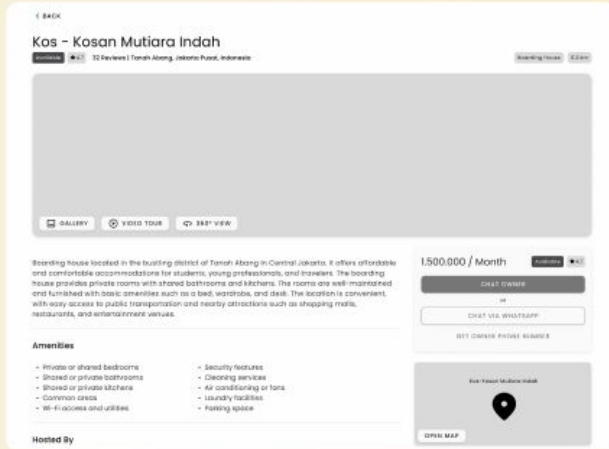 < BACK
Kos - Kosan Mutiara Indah
Available ★4.7 32 Reviews | Tanah Abang, Jakarta Pusat, Indonesia
Boarding House
GALLERY VIDEO TOUR 360° VIEW
Boarding house located in the bustling district of Tanah Abang in Central Jakarta. It offers affordable
and comfortable accommodations for students, young professionals, and travelers. The boarding
house provides private rooms with shared bathrooms and kitchens. The rooms are well-maintained
and furnished with basic amenities such as a bed, wardrobe, and desk. The location is convenient,
with easy access to public transportation and nearby attractions such as shopping malls,
restaurants, and entertainment venues.
Amenities
- Private or shared bedrooms
- Shared or private bathrooms
- Shared or private kitchens
- Common areas
- Wi-Fi access and utilities
- Security features
- Cleaning services
- Air conditioning or fans
- Laundry facilities
- Parking space
Hosted By
1.500.000 / Month Available ★4.7
CHAT OWNER
or
CHAT VIA WHATSAPP
GET OWNER PHONE NUMBER
Kos-Kosan Mutiara Indah
OPEN MAP